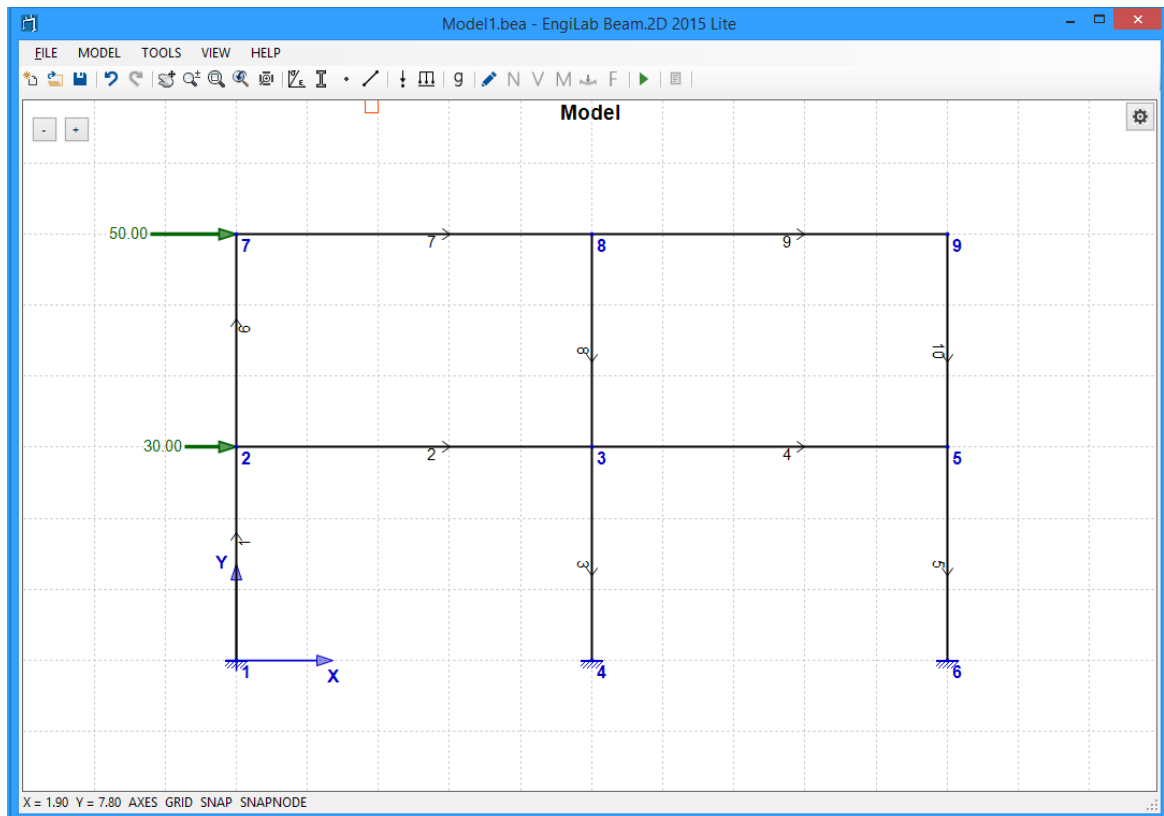 Model1.bea - EngiLab Beam.2D 2015 Lite
FILE MODEL TOOLS VIEW HELP
g N V M F
Model
- +
50.00
7 7 8 9 9
6 8 10
30.00
2 2 3 4 5
1 3 5
Y
1 X 4 6
X = 1.90 Y = 7.80 AXES GRID SNAP SNAPNODE